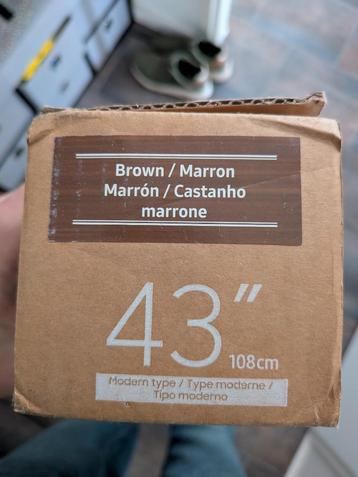 Brown / Marron
Marrón / Castanho
marrone
43"
108cm
Modern type / Type moderne /
Tipo moderno